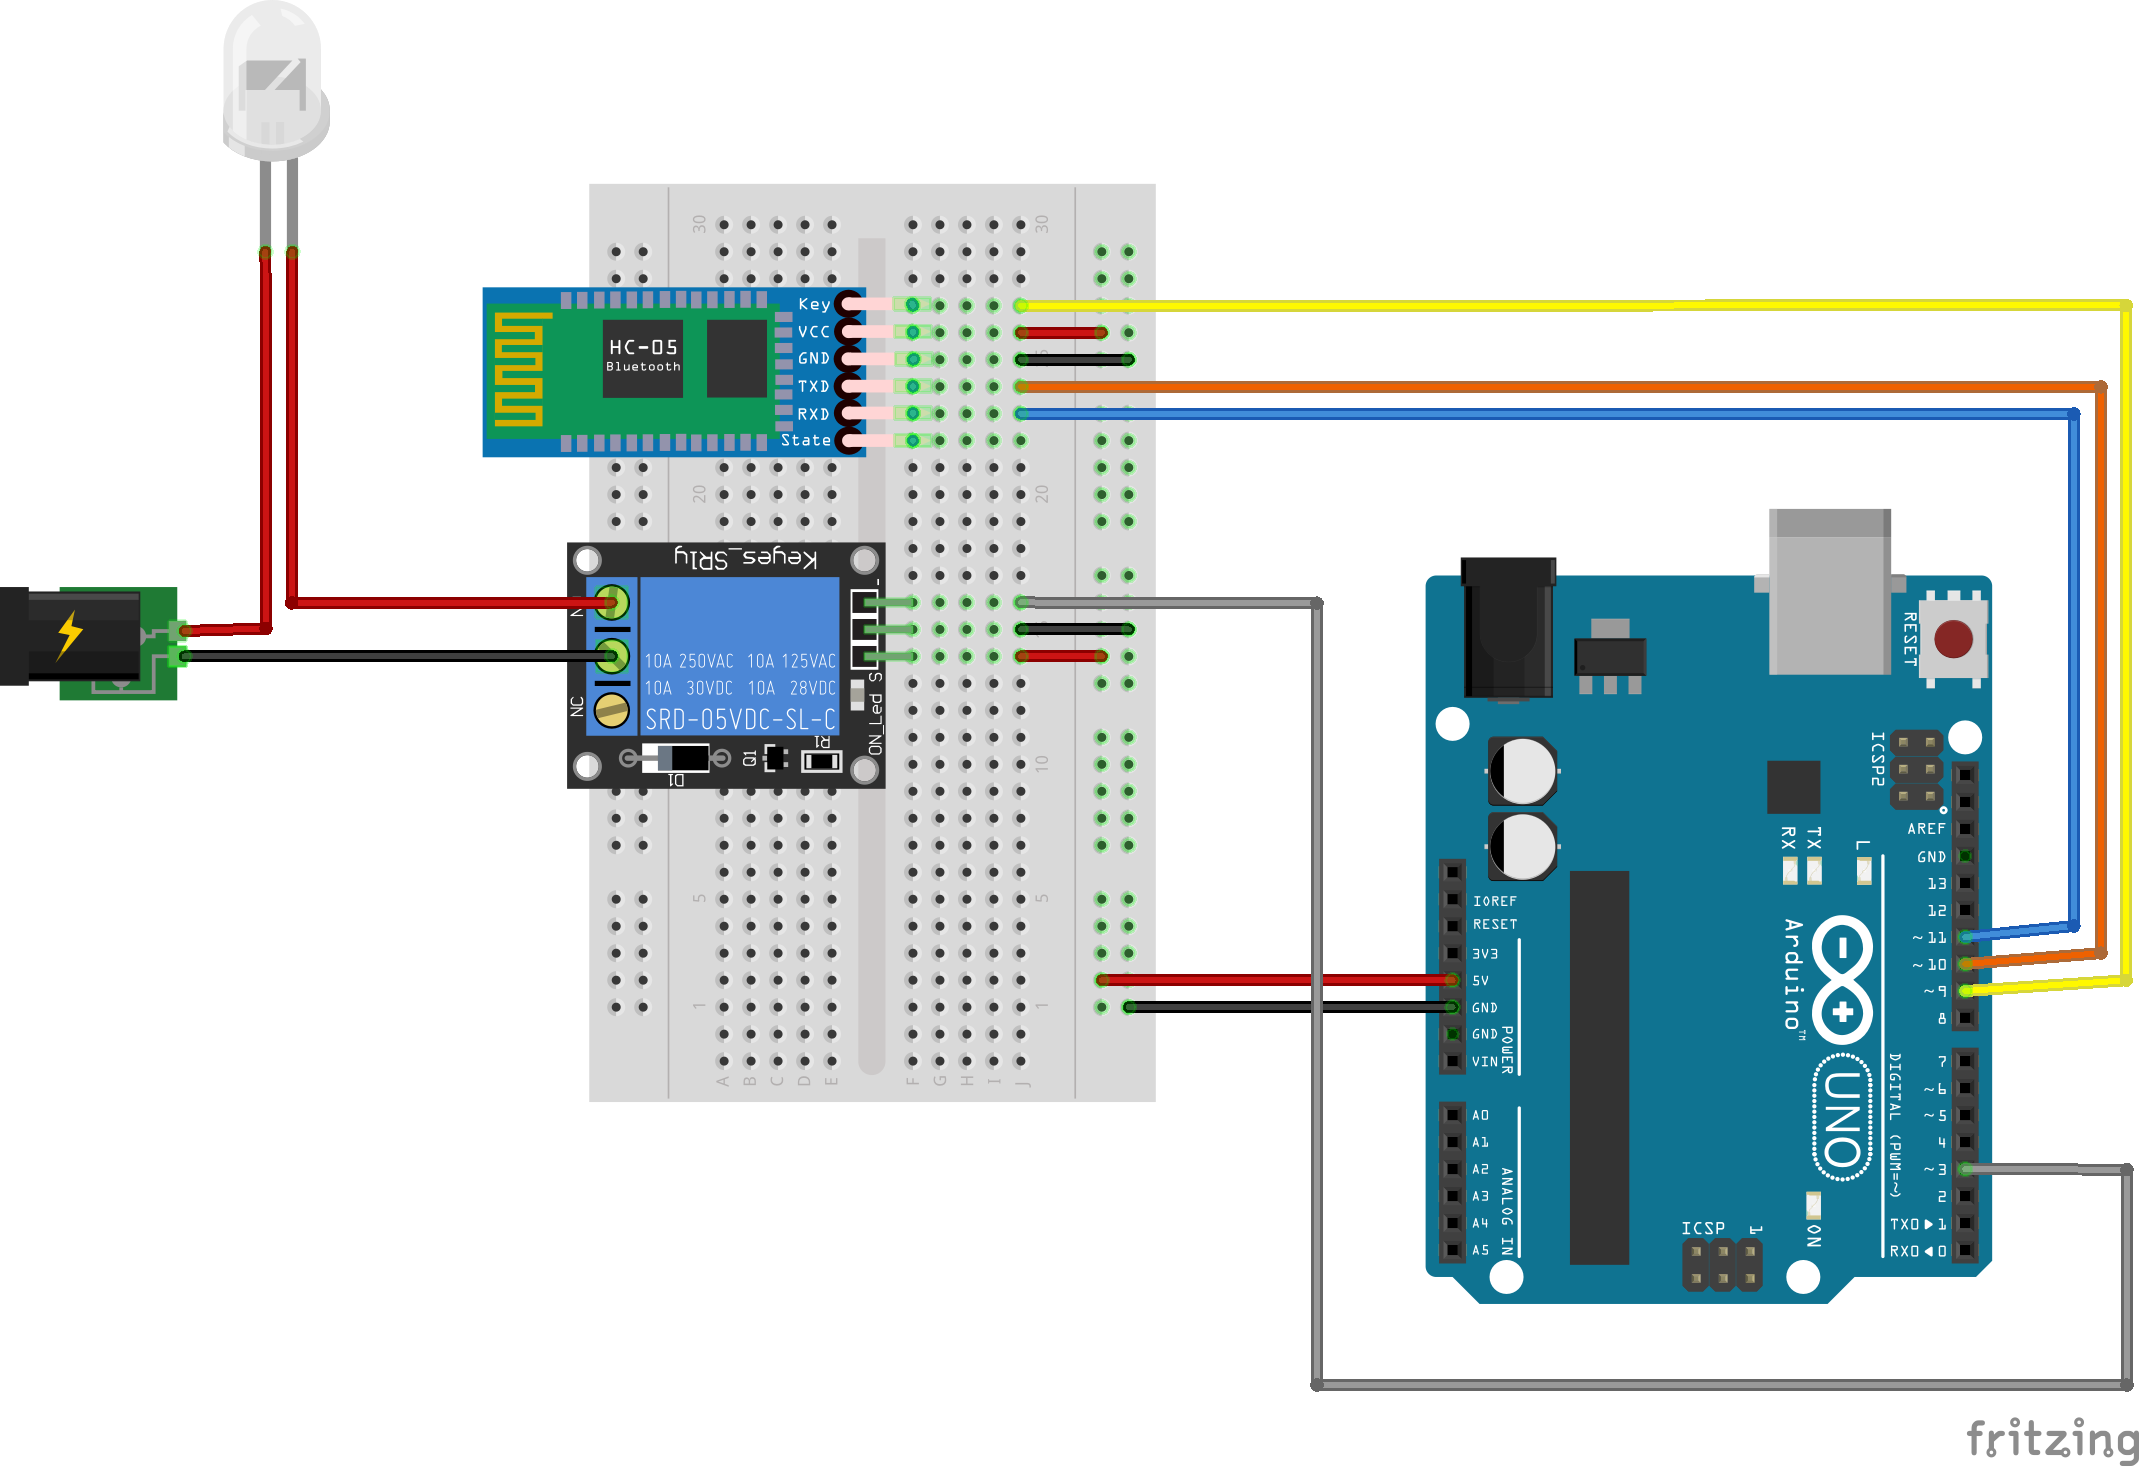 30
30
Key
VCC
GND
TXD
RXD
State
HC-05
Bluetooth
20
20
Keyes_SR1y
-
S
NC
10A 250VAC 10A 125VAC
10A 30VDC 10A 28VDC
SRD-05VDC-SL-C
ON_Led
D1
Q1
R1
10
5
5
1
1
A B C D E
F G H I J
RESET
ICSP2
RX
TX
L
AREF
GND
13
12
~11
~10
~9
8
7
~6
~5
4
~3
2
TX0▶1
RX0◀0
DIGITAL (PWM=~)
Arduino™
UNO
IOREF
RESET
3V3
5V
GND
GND
VIN
POWER
A0
A1
A2
A3
A4
A5
ANALOG IN
ICSP
1
ON
fritzing